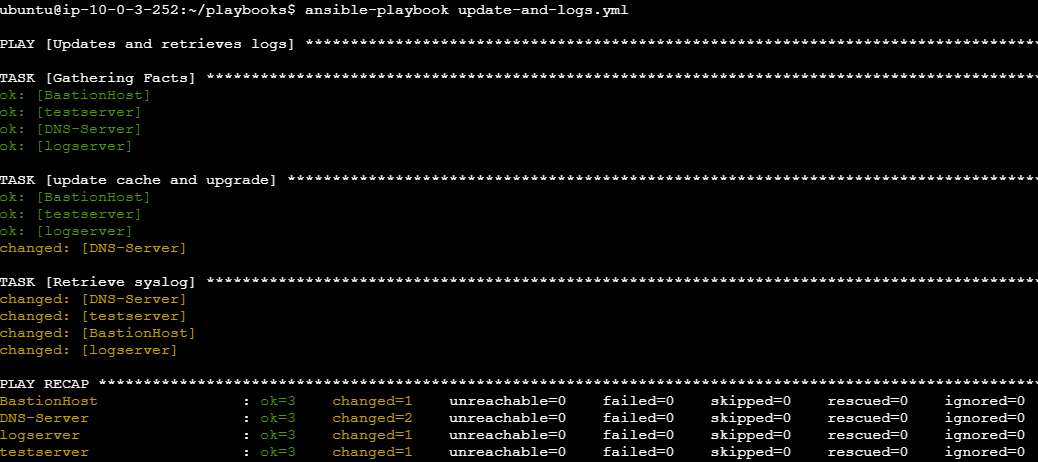 ubuntu@ip-10-0-3-252:~/playbooks$ ansible-playbook update-and-logs.yml
PLAY [Updates and retrieves logs] *********************************************************************************
TASK [Gathering Facts] ********************************************************************************************
ok: [BastionHost]
ok: [testserver]
ok: [DNS-Server]
ok: [logserver]
TASK [update cache and upgrade] ***********************************************************************************
ok: [BastionHost]
ok: [testserver]
ok: [logserver]
changed: [DNS-Server]
TASK [Retrieve syslog] ********************************************************************************************
changed: [DNS-Server]
changed: [testserver]
changed: [BastionHost]
changed: [logserver]
PLAY RECAP ********************************************************************************************************
BastionHost : ok=3 changed=1 unreachable=0 failed=0 skipped=0 rescued=0 ignored=0
DNS-Server : ok=3 changed=2 unreachable=0 failed=0 skipped=0 rescued=0 ignored=0
logserver : ok=3 changed=1 unreachable=0 failed=0 skipped=0 rescued=0 ignored=0
testserver : ok=3 changed=1 unreachable=0 failed=0 skipped=0 rescued=0 ignored=0